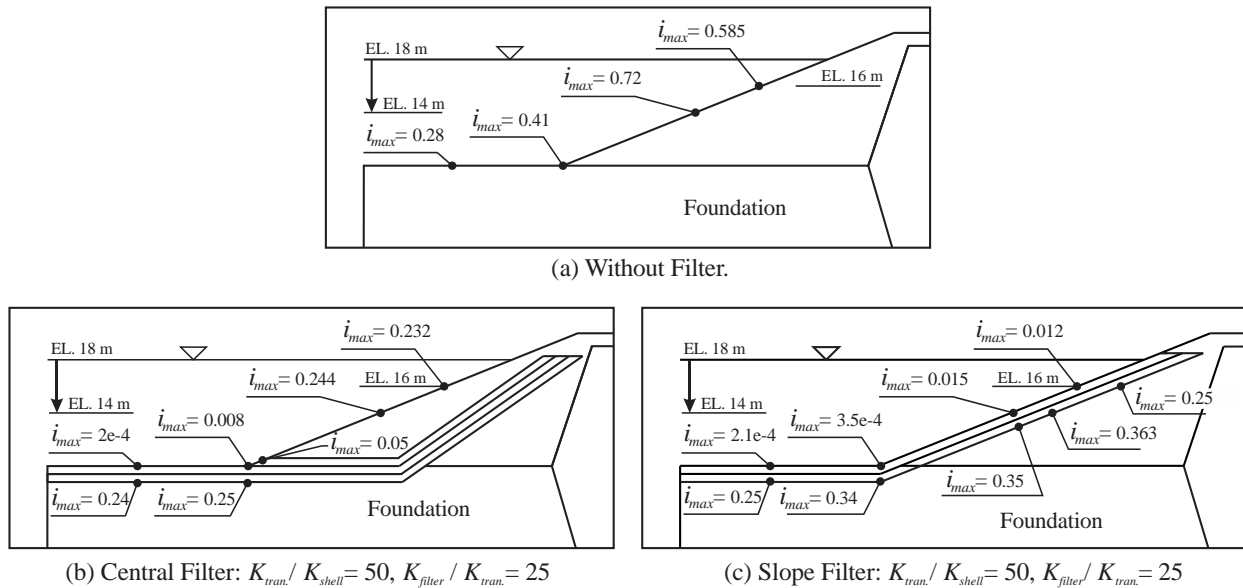 i_max= 0.585
EL. 18 m
i_max= 0.72
EL. 16 m
EL. 14 m
i_max= 0.41
i_max= 0.28
Foundation
(a) Without Filter.
i_max= 0.232
EL. 18 m
i_max= 0.244
EL. 16 m
EL. 14 m
i_max= 0.008
i_max= 2e-4
i_max= 0.05
i_max= 0.24
i_max= 0.25
Foundation
(b) Central Filter: K_tran./ K_shell= 50, K_filter / K_tran.= 25
i_max= 0.012
EL. 18 m
i_max= 0.015
EL. 16 m
EL. 14 m
i_max= 0.25
i_max= 3.5e-4
i_max= 2.1e-4
i_max= 0.363
i_max= 0.35
i_max= 0.25
i_max= 0.34
Foundation
(c) Slope Filter: K_tran./ K_shell= 50, K_filter/ K_tran.= 25